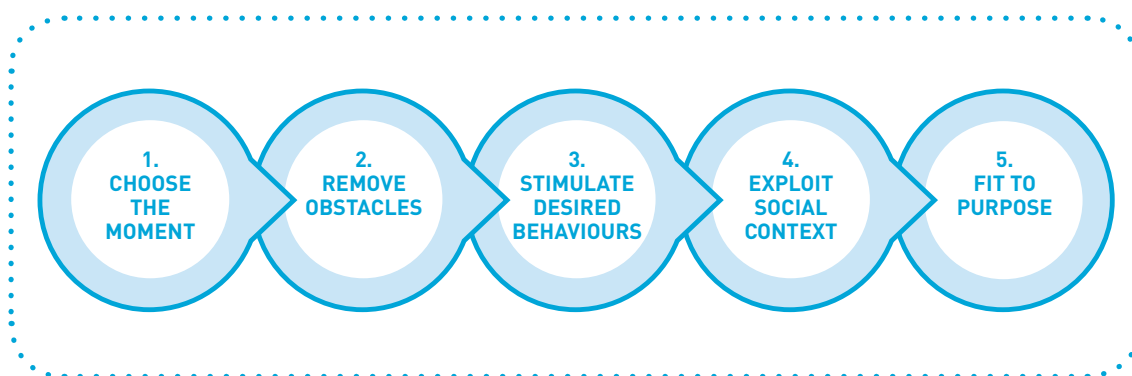 1.
CHOOSE
THE
MOMENT
2.
REMOVE
OBSTACLES
3.
STIMULATE
DESIRED
BEHAVIOURS
4.
EXPLOIT
SOCIAL
CONTEXT
5.
FIT TO
PURPOSE